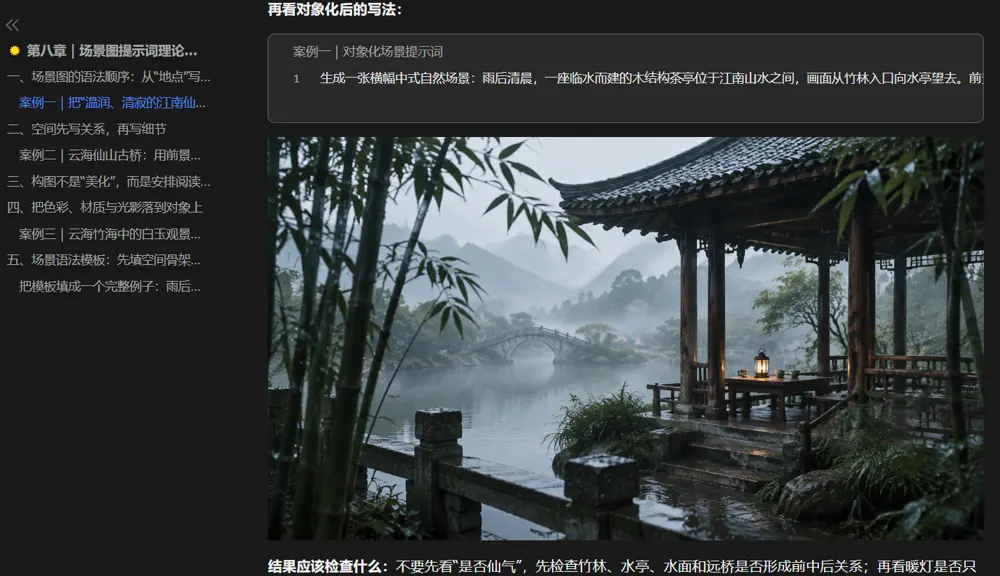 第八章 | 场景图提示词理论...
一、场景图的语法顺序：从“地点”写...
案例一 | 把“温润、清寂的江南仙...
二、空间先写关系，再写细节
案例二 | 云海仙山古桥：用前景...
三、构图不是“美化”，而是安排阅读...
四、把色彩、材质与光影落到对象上
案例三 | 云海竹海中的白玉观景...
五、场景语法模板：先填空间骨架...
把模板填成一个完整例子：雨后...
再看对象化后的写法：
案例一 | 对象化场景提示词
1 生成一张横幅中式自然场景：雨后清晨，一座临水而建的木结构茶亭位于江南山水之间，画面从竹林入口向水亭望去。前
结果应该检查什么：不要先看“是否仙气”，先检查竹林、水亭、水面和远桥是否形成前中后关系；再看暖灯是否只